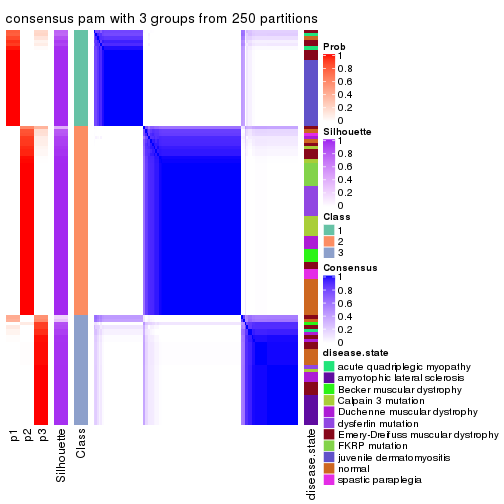 consensus pam with 3 groups from 250 partitions
Prob
1
0.8
0.6
0.4
0.2
0
Silhouette
1
0.8
0.6
0.4
0.2
0
Class
1
2
3
Consensus
1
0.8
0.6
0.4
0.2
0
disease.state
acute quadriplegic myopathy
amyotophic lateral sclerosis
Becker muscular dystrophy
Calpain 3 mutation
Duchenne muscular dystrophy
dysferlin mutation
Emery-Dreifuss muscular dystrophy
FKRP mutation
juvenile dermatomyositis
normal
spastic paraplegia
p1
p2
p3
Silhouette
Class
disease.state